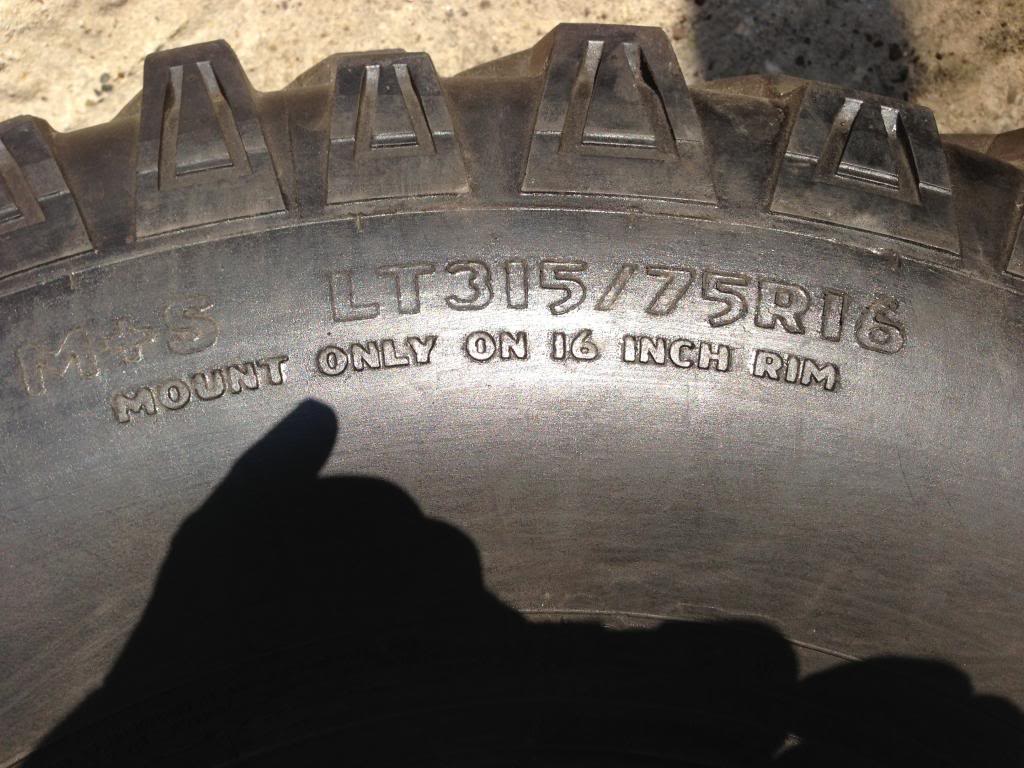 M+S LT315/75R16
MOUNT ONLY ON 16 INCH RIM